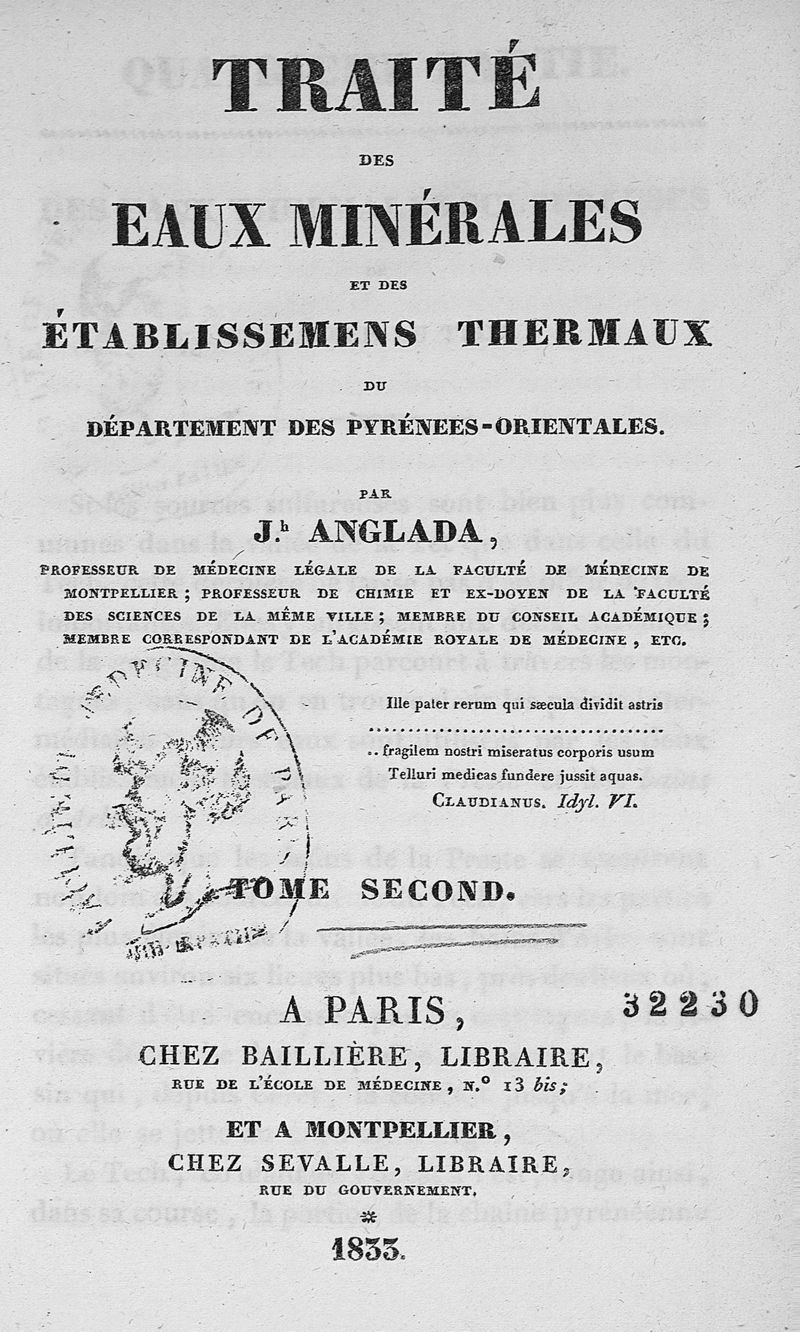 TRAITÉ
DES
EAUX MINÉRALES
ET DES
ÉTABLISSEMENS THERMAUX
DU
DÉPARTEMENT DES PYRÉNEES-ORIENTALES.
PAR
J.h ANGLADA,
PROFESSEUR DE MÉDECINE LÉGALE DE LA FACULTÉ DE MÉDECINE DE
MONTPELLIER ; PROFESSEUR DE CHIMIE ET EX-DOYEN DE LA FACULTÉ
DES SCIENCES DE LA MÊME VILLE ; MEMBRE DU CONSEIL ACADÉMIQUE ;
MEMBRE CORRESPONDANT DE L'ACADÉMIE ROYALE DE MÉDECINE , ETC.
MEDECINE DE PARIS
Ille pater rerum qui sæcula dividit astris
........................................
..fragilem nostri miseratus corporis usum
Telluri medicas fundere jussit aquas.
CLAUDIANUS. Idyl. VI.
TOME SECOND.
A PARIS,
32230
CHEZ BAILLIÈRE, LIBRAIRE,
RUE DE L'ÉCOLE DE MÉDECINE , N.º 13 bis;
ET A MONTPELLIER,
CHEZ SEVALLE, LIBRAIRE,
RUE DU GOUVERNEMENT.
1833.